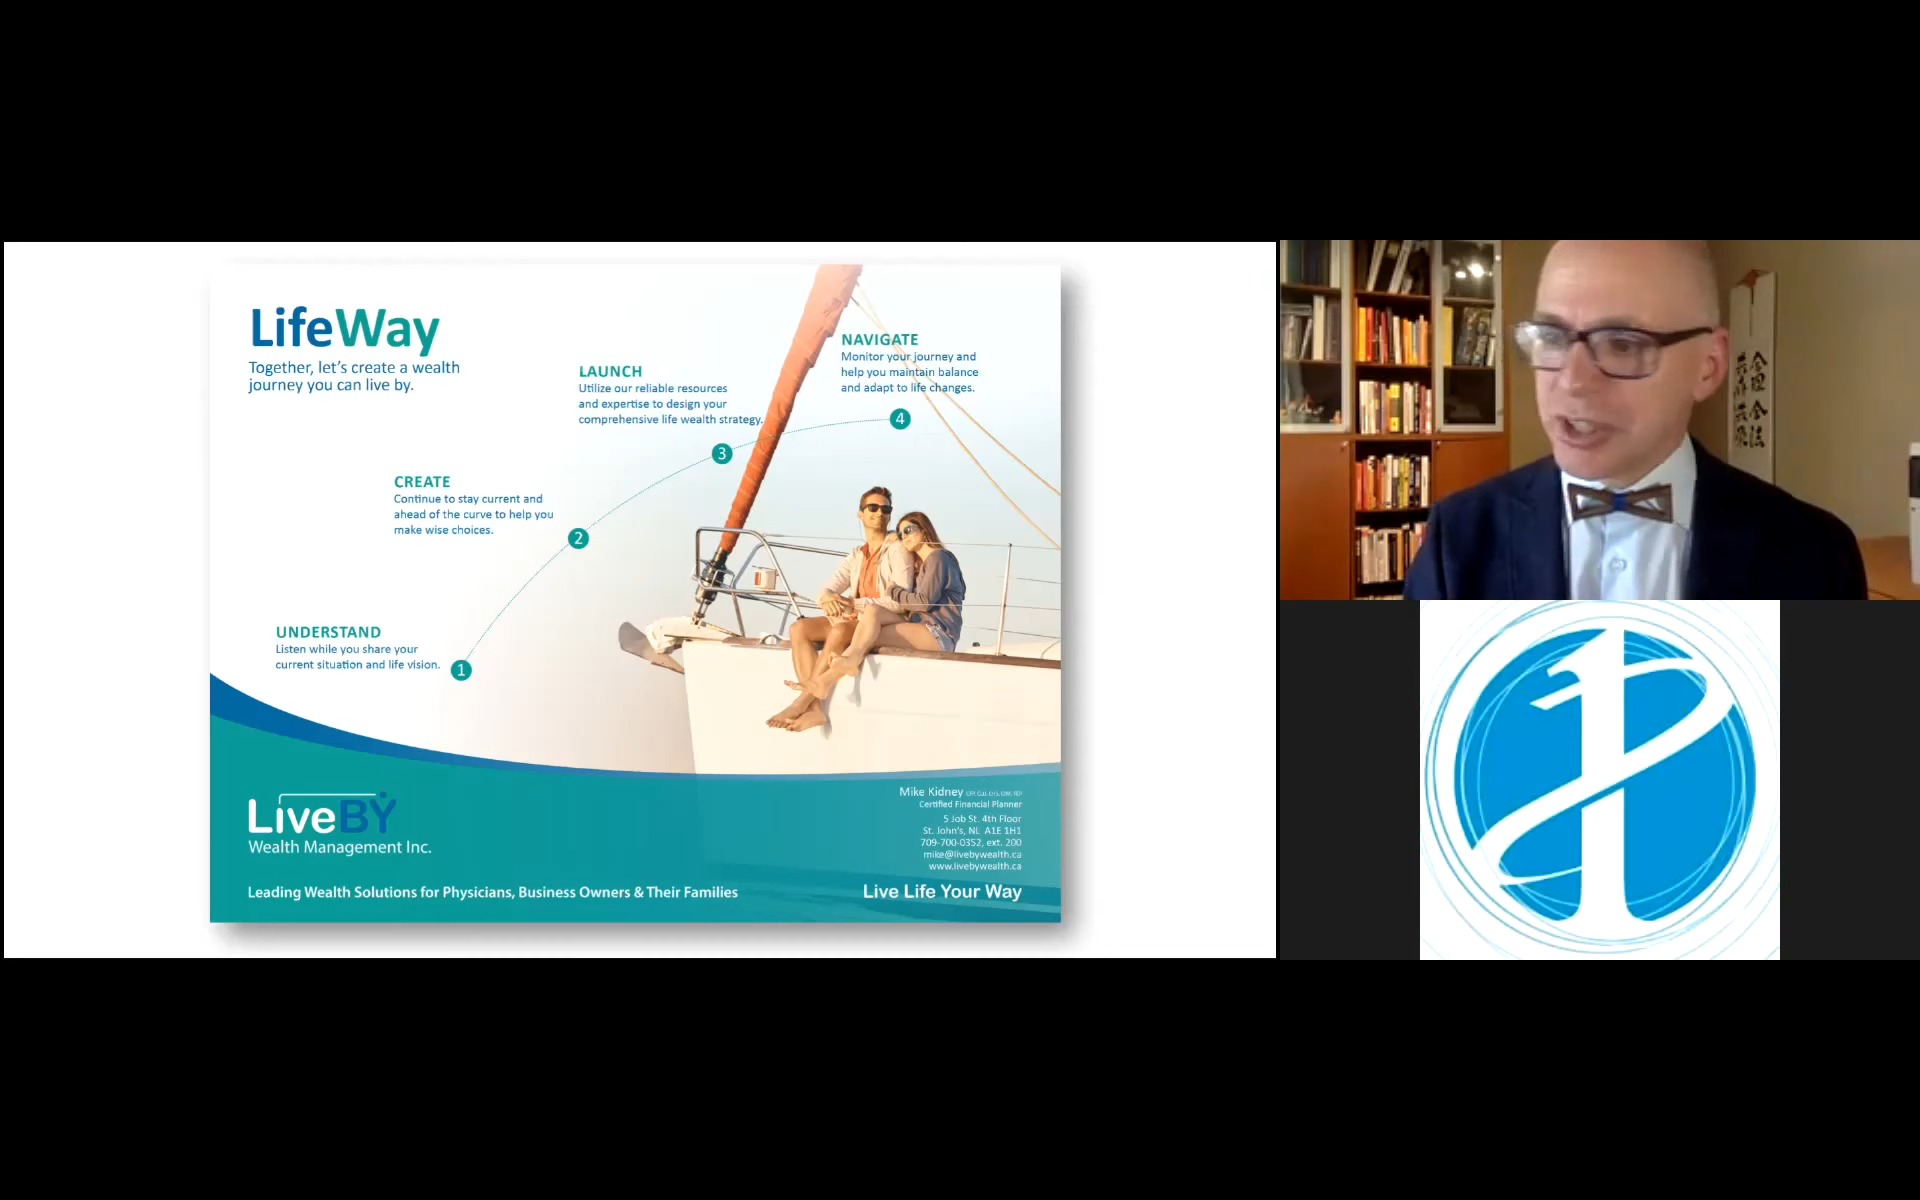 LifeWay
Together, let's create a wealth
journey you can live by.
NAVIGATE
Monitor your journey and
help you maintain balance
and adapt to life changes.
4
LAUNCH
Utilize our reliable resources
and expertise to design your
comprehensive life wealth strategy.
3
CREATE
Continue to stay current and
ahead of the curve to help you
make wise choices.
2
UNDERSTAND
Listen while you share your
current situation and life vision.
1
LiveBY
Wealth Management Inc.
Leading Wealth Solutions for Physicians, Business Owners & Their Families
Mike Kidney
Certified Financial Planner
5 Job St. 4th Floor
St. John's, NL A1E 1H1
709-700-0352, ext. 200
mike@livebywealth.ca
www.livebywealth.ca
Live Life Your Way